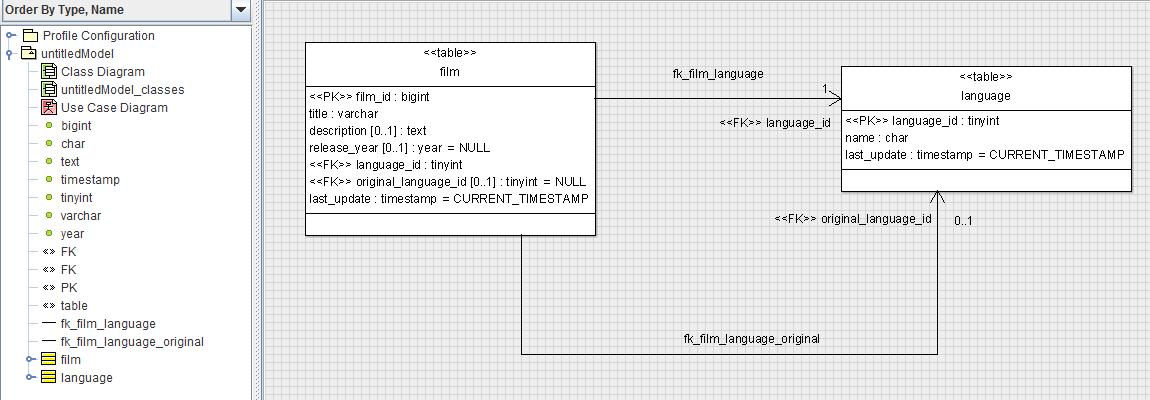 Order By Type, Name
Profile Configuration
untitledModel
Class Diagram
untitledModel_classes
Use Case Diagram
bigint
char
text
timestamp
tinyint
varchar
year
«» FK
«» FK
«» PK
«» table
fk_film_language
fk_film_language_original
film
language
<<table>>
film
<<PK>> film_id : bigint
title : varchar
description [0..1] : text
release_year [0..1] : year = NULL
<<FK>> language_id : tinyint
<<FK>> original_language_id [0..1] : tinyint = NULL
last_update : timestamp = CURRENT_TIMESTAMP
fk_film_language
1
<<FK>> language_id
<<table>>
language
<<PK>> language_id : tinyint
name : char
last_update : timestamp = CURRENT_TIMESTAMP
<<FK>> original_language_id
0..1
fk_film_language_original